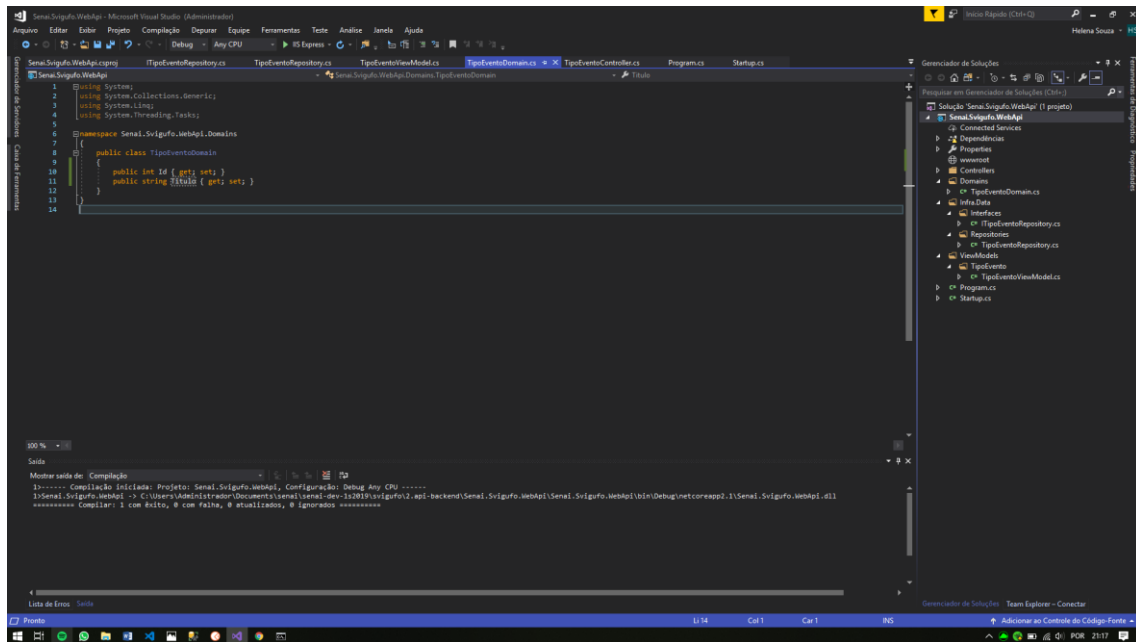 Senai.Svigufo.WebApi - Microsoft Visual Studio (Administrador)
Início Rápido (Ctrl+Q)
Arquivo Editar Exibir Projeto Compilação Depurar Equipe Ferramentas Teste Análise Janela Ajuda
Helena Souza
HS
Debug Any CPU IIS Express
Senai.Svigufo.WebApi.csproj ITipoEventoRepository.cs TipoEventoRepository.cs TipoEventoViewModel.cs TipoEventoDomain.cs TipoEventoController.cs Program.cs Startup.cs
Senai.Svigufo.WebApi Senai.Svigufo.WebApi.Domains.TipoEventoDomain Titulo
Gerenciador de Servidores
Caixa de Ferramentas
1 using System;
2 using System.Collections.Generic;
3 using System.Linq;
4 using System.Threading.Tasks;
5
6 namespace Senai.Svigufo.WebApi.Domains
7 {
8 public class TipoEventoDomain
9 {
10 public int Id { get; set; }
11 public string Titulo { get; set; }
12 }
13 }
14
100 %
Saída
Mostrar saída de: Compilação
1>------ Compilação iniciada: Projeto: Senai.Svigufo.WebApi, Configuração: Debug Any CPU ------
1>Senai.Svigufo.WebApi -> C:\Users\Administrador\Documents\senai\senai-dev-1s2019\svigufo\2.api-backend\Senai.Svigufo.WebApi\Senai.Svigufo.WebApi\bin\Debug\netcoreapp2.1\Senai.Svigufo.WebApi.dll
========== Compilar: 1 com êxito, 0 com falha, 0 atualizados, 0 ignorados ==========
Lista de Erros Saída
Gerenciador de Soluções
Pesquisar em Gerenciador de Soluções (Ctrl+;)
Solução 'Senai.Svigufo.WebApi' (1 projeto)
Senai.Svigufo.WebApi
Connected Services
Dependências
Properties
wwwroot
Controllers
Domains
C# TipoEventoDomain.cs
Infra.Data
Interfaces
C# ITipoEventoRepository.cs
Repositories
C# TipoEventoRepository.cs
ViewModels
TipoEvento
C# TipoEventoViewModel.cs
C# Program.cs
C# Startup.cs
Gerenciador de Soluções Team Explorer – Conectar
Ferramentas de Diagnóstico
Propriedades
Pronto Li 14 Col 1 Car 1 INS Adicionar ao Controle do Código-Fonte
POR 21:17